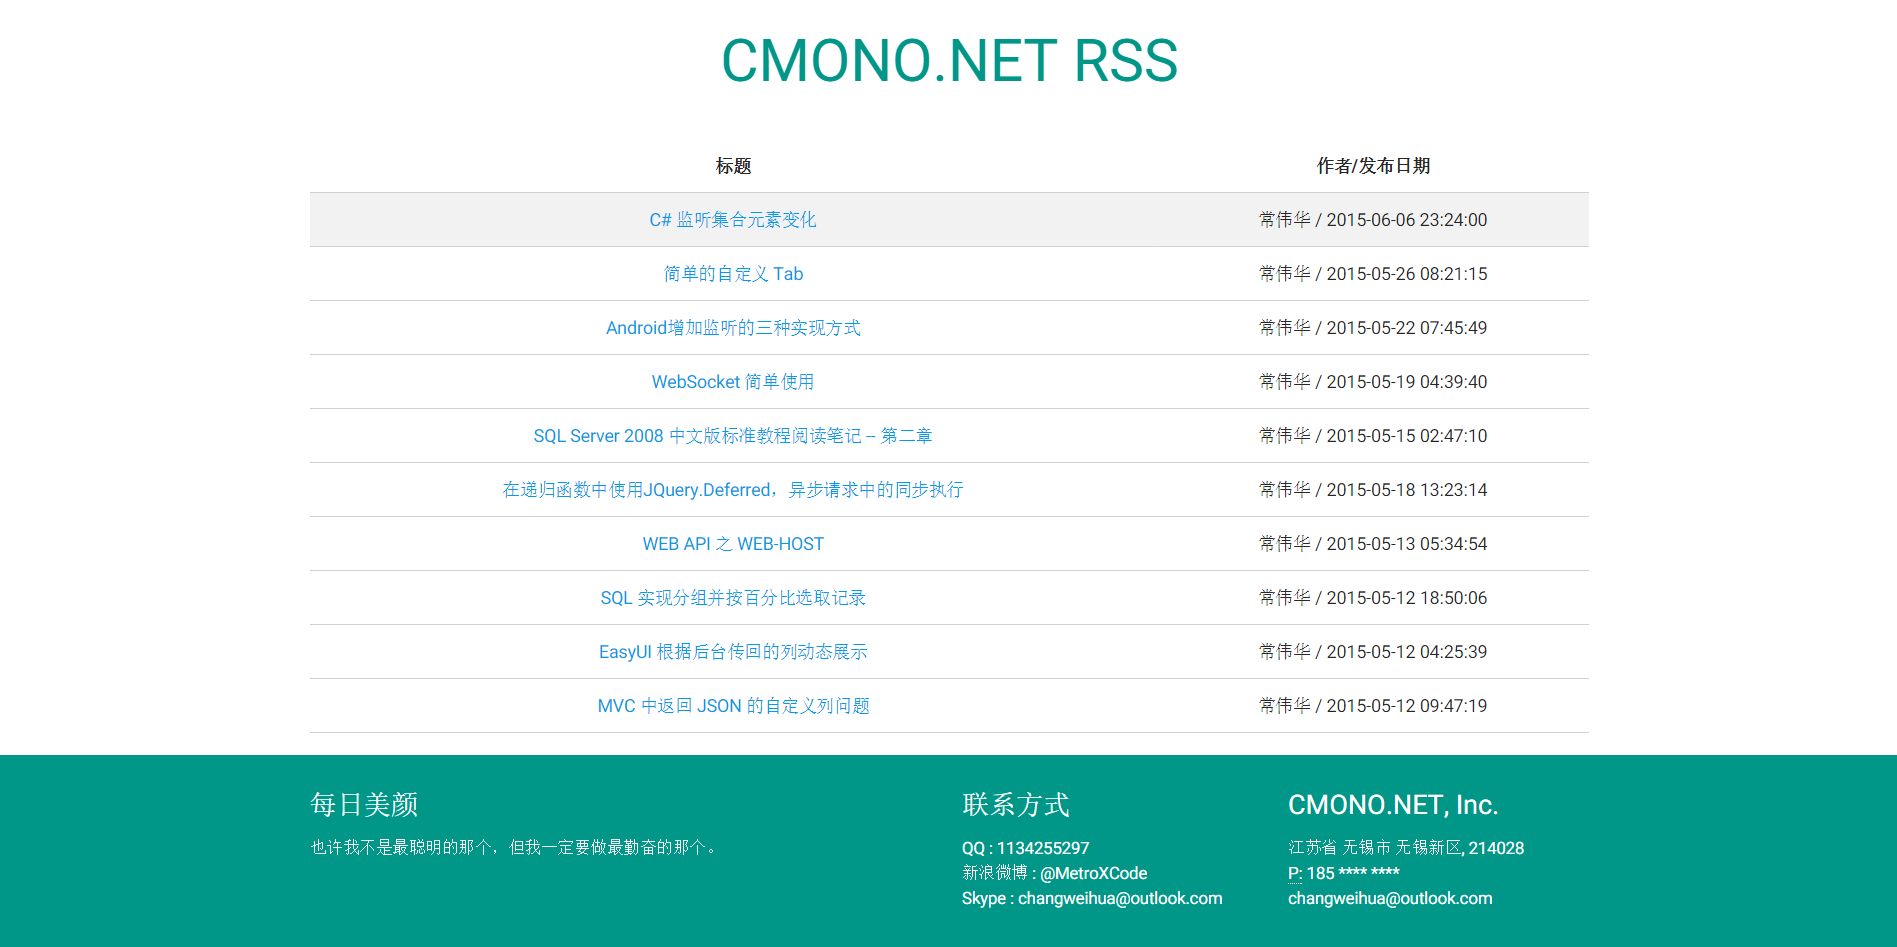 CMONO.NET RSS
标题 作者/发布日期
C# 监听集合元素变化 常伟华 / 2015-06-06 23:24:00
简单的自定义 Tab 常伟华 / 2015-05-26 08:21:15
Android增加监听的三种实现方式 常伟华 / 2015-05-22 07:45:49
WebSocket 简单使用 常伟华 / 2015-05-19 04:39:40
SQL Server 2008 中文版标准教程阅读笔记 – 第二章 常伟华 / 2015-05-15 02:47:10
在递归函数中使用JQuery.Deferred，异步请求中的同步执行 常伟华 / 2015-05-18 13:23:14
WEB API 之 WEB-HOST 常伟华 / 2015-05-13 05:34:54
SQL 实现分组并按百分比选取记录 常伟华 / 2015-05-12 18:50:06
EasyUI 根据后台传回的列动态展示 常伟华 / 2015-05-12 04:25:39
MVC 中返回 JSON 的自定义列问题 常伟华 / 2015-05-12 09:47:19
每日美颜
也许我不是最聪明的那个，但我一定要做最勤奋的那个。
联系方式
QQ : 1134255297
新浪微博 : @MetroXCode
Skype : changweihua@outlook.com
CMONO.NET, Inc.
江苏省 无锡市 无锡新区, 214028
P: 185 **** ****
changweihua@outlook.com